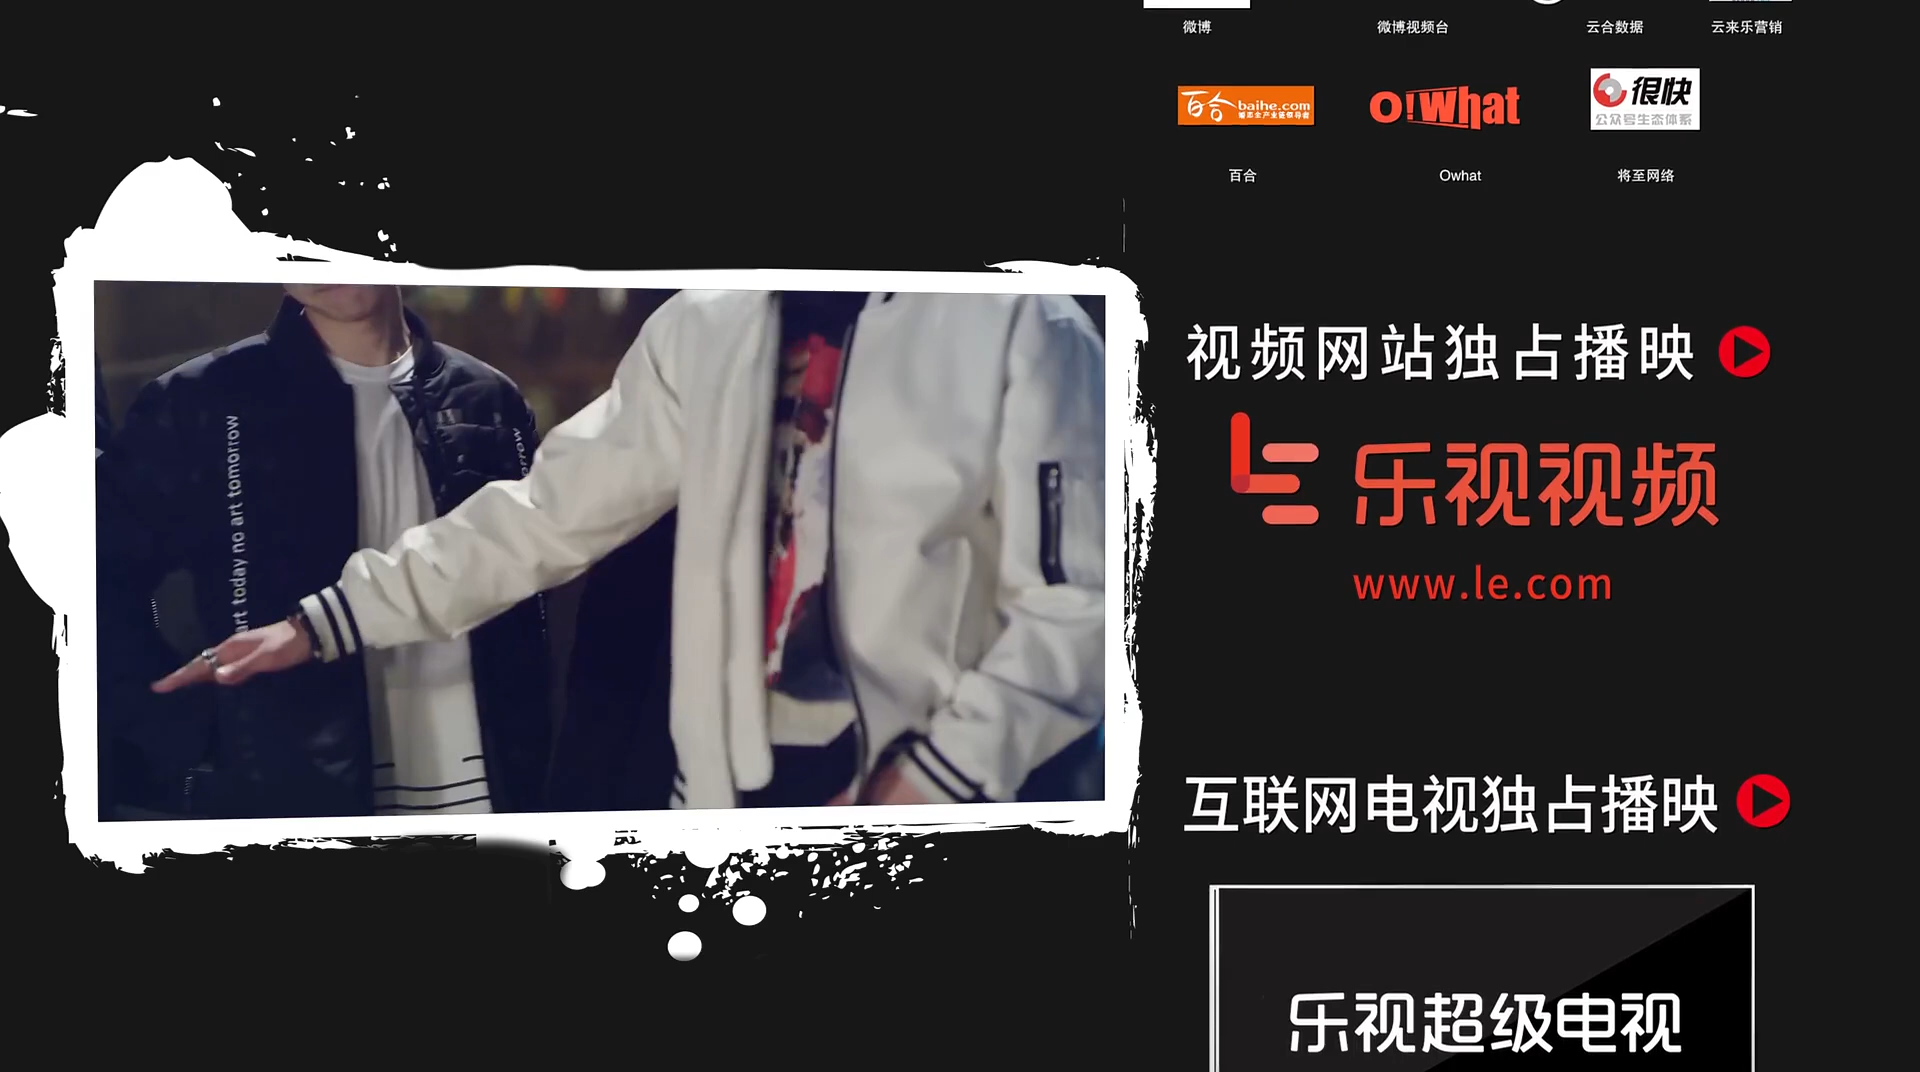 微博
微博视频台
云合数据
云来乐营销
百合 baihe.com
O!What
很快
公众号生态体系
百合
Owhat
将至网络
视频网站独占播映
乐视视频
www.le.com
互联网电视独占播映
乐视超级电视
art today no art tomorrow